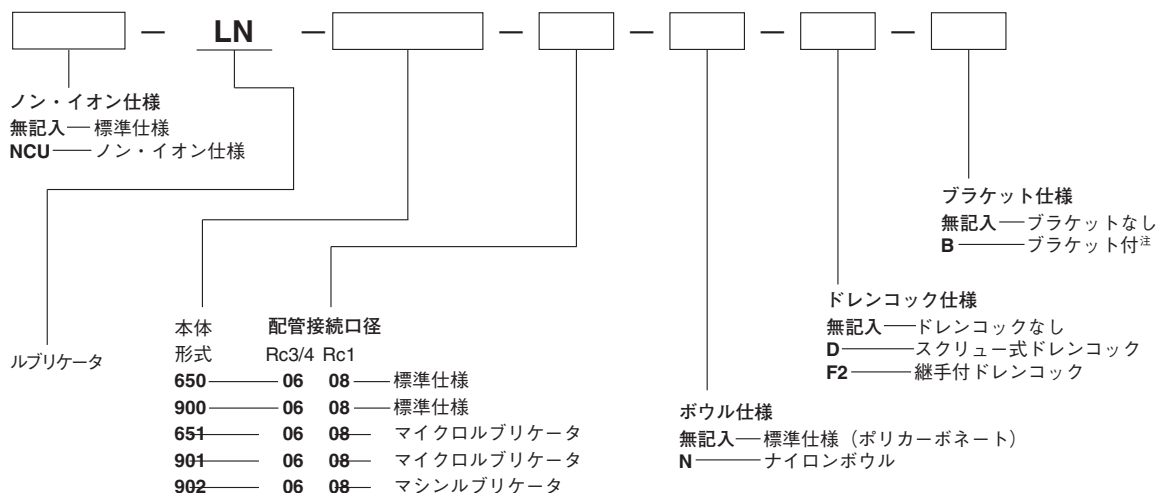 — LN — — — — —
ノン・イオン仕様
無記入—標準仕様
NCU—ノン・イオン仕様
ルブリケータ
本体 配管接続口径
形式 Rc3/4 Rc1
650—06 08—標準仕様
900—06 08—標準仕様
651—06 08—マイクロルブリケータ
901—06 08—マイクロルブリケータ
902—06 08—マシンルブリケータ
ボウル仕様
無記入—標準仕様（ポリカーボネート）
N—ナイロンボウル
ドレンコック仕様
無記入—ドレンコックなし
D—スクリュー式ドレンコック
F2—継手付ドレンコック
ブラケット仕様
無記入—ブラケットなし
B—ブラケット付注